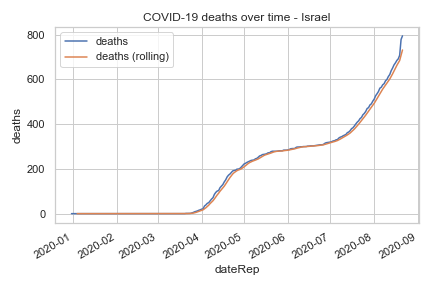 COVID-19 deaths over time - Israel
deaths
deaths (rolling)
800
600
400
200
0
deaths
2020-01
2020-02
2020-03
2020-04
2020-05
2020-06
2020-07
2020-08
2020-09
dateRep